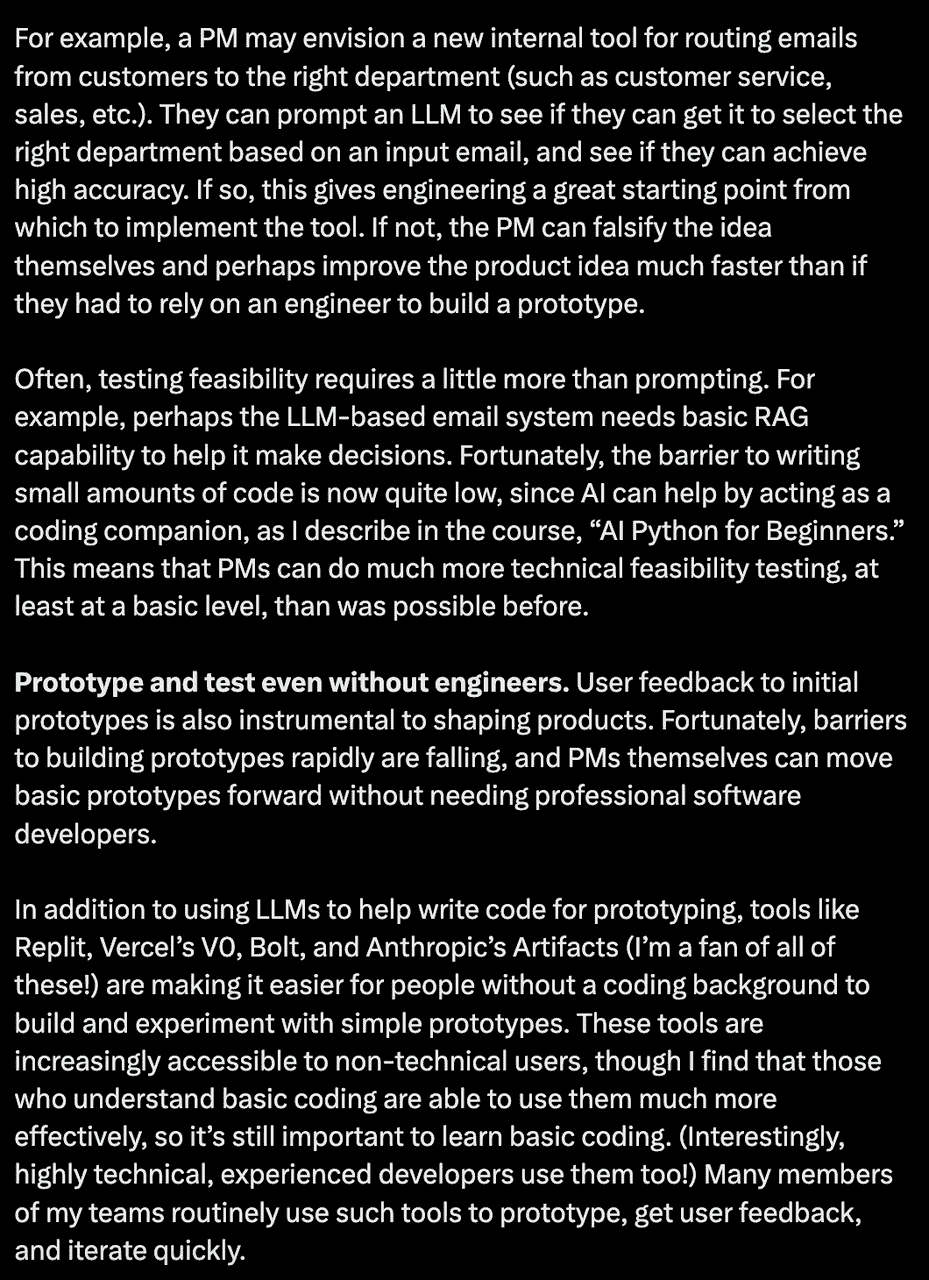 For example, a PM may envision a new internal tool for routing emails
from customers to the right department (such as customer service,
sales, etc.). They can prompt an LLM to see if they can get it to select the
right department based on an input email, and see if they can achieve
high accuracy. If so, this gives engineering a great starting point from
which to implement the tool. If not, the PM can falsify the idea
themselves and perhaps improve the product idea much faster than if
they had to rely on an engineer to build a prototype.
Often, testing feasibility requires a little more than prompting. For
example, perhaps the LLM-based email system needs basic RAG
capability to help it make decisions. Fortunately, the barrier to writing
small amounts of code is now quite low, since AI can help by acting as a
coding companion, as I describe in the course, “AI Python for Beginners.”
This means that PMs can do much more technical feasibility testing, at
least at a basic level, than was possible before.
Prototype and test even without engineers. User feedback to initial
prototypes is also instrumental to shaping products. Fortunately, barriers
to building prototypes rapidly are falling, and PMs themselves can move
basic prototypes forward without needing professional software
developers.
In addition to using LLMs to help write code for prototyping, tools like
Replit, Vercel’s V0, Bolt, and Anthropic’s Artifacts (I’m a fan of all of
these!) are making it easier for people without a coding background to
build and experiment with simple prototypes. These tools are
increasingly accessible to non-technical users, though I find that those
who understand basic coding are able to use them much more
effectively, so it’s still important to learn basic coding. (Interestingly,
highly technical, experienced developers use them too!) Many members
of my teams routinely use such tools to prototype, get user feedback,
and iterate quickly.